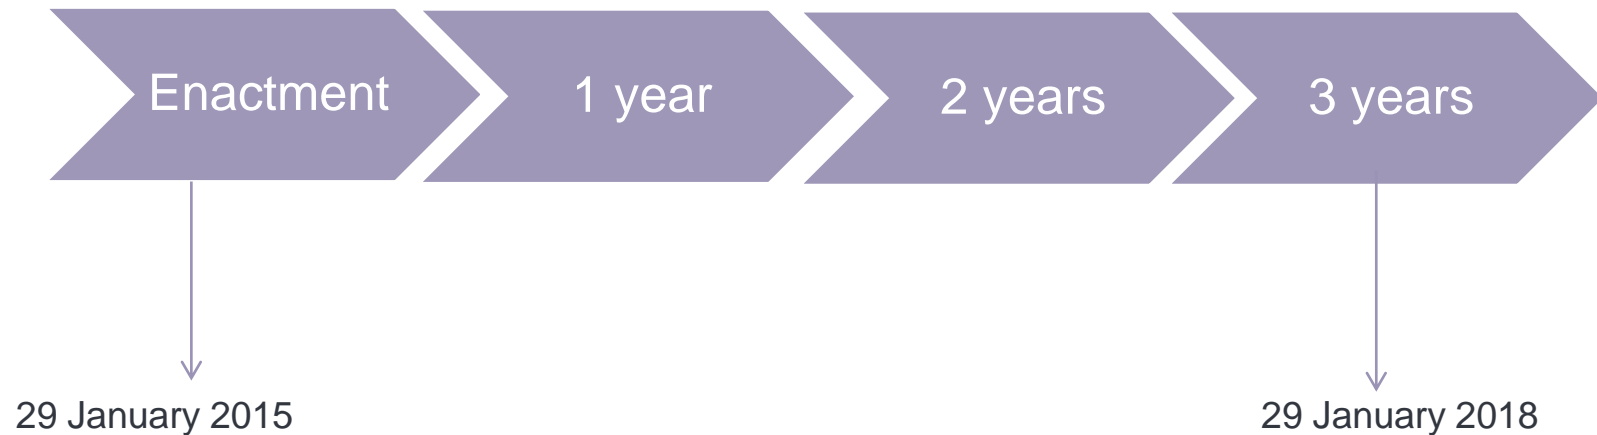 Enactment
1 year
2 years
3 years
29 January 2015
29 January 2018